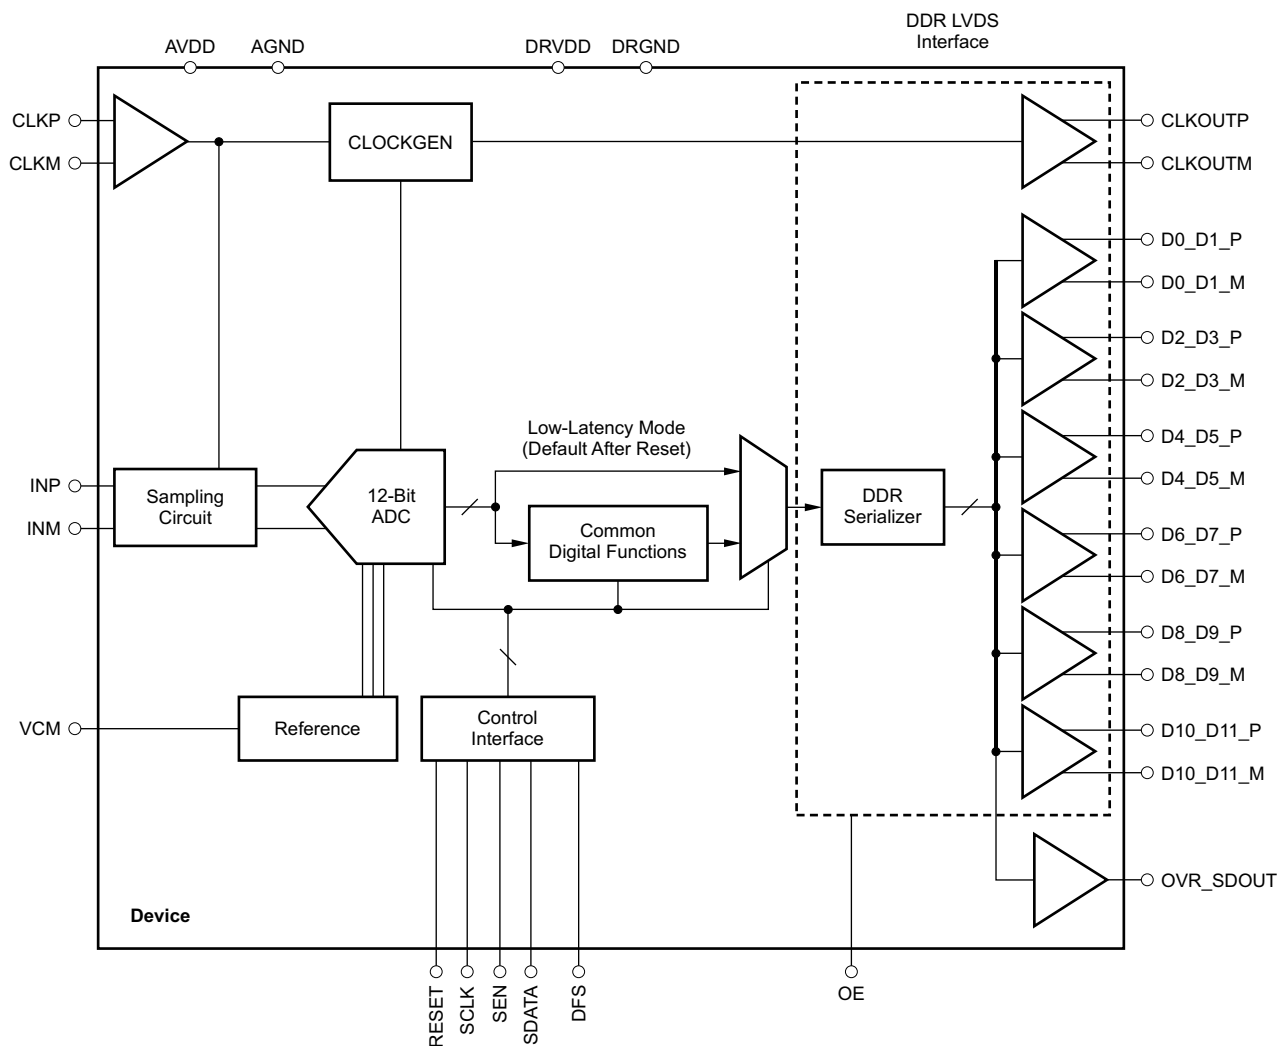 DDR LVDS
Interface
AVDD
AGND
DRVDD
DRGND
CLKP
CLKM
CLOCKGEN
CLKOUTP
CLKOUTM
D0_D1_P
D0_D1_M
D2_D3_P
D2_D3_M
Low-Latency Mode
(Default After Reset)
D4_D5_P
D4_D5_M
INP
INM
Sampling
Circuit
12-Bit
ADC
Common
Digital Functions
DDR
Serializer
D6_D7_P
D6_D7_M
D8_D9_P
D8_D9_M
VCM
Reference
Control
Interface
D10_D11_P
D10_D11_M
OVR_SDOUT
Device
RESET
SCLK
SEN
SDATA
DFS
OE